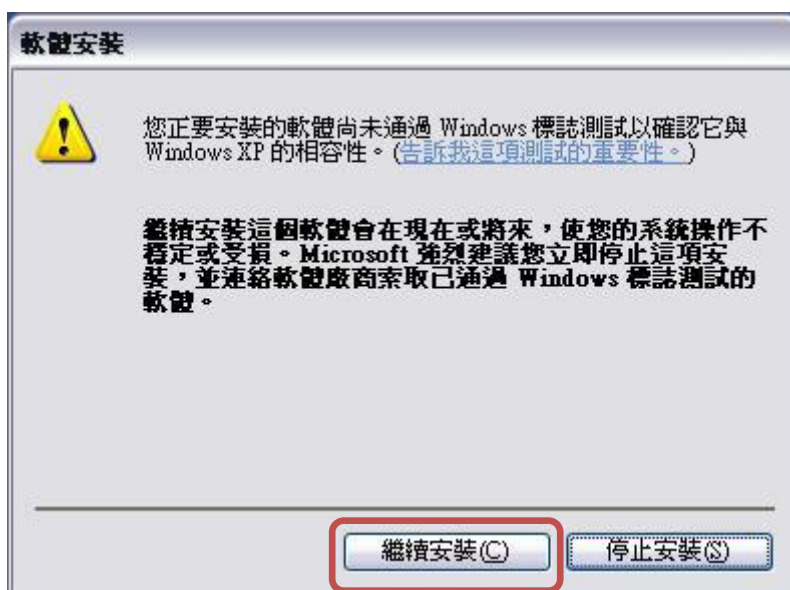 軟體安裝
您正要安裝的軟體尚未通過 Windows 標誌測試以確認它與
Windows XP 的相容性。(告訴我這項測試的重要性。)
繼續安裝這個軟體會在現在或將來，使您的系統操作不
穩定或受損。Microsoft 強烈建議您立即停止這項安
裝，並連絡軟體廠商索取已通過 Windows 標誌測試的
軟體。
繼續安裝(C)
停止安裝(S)